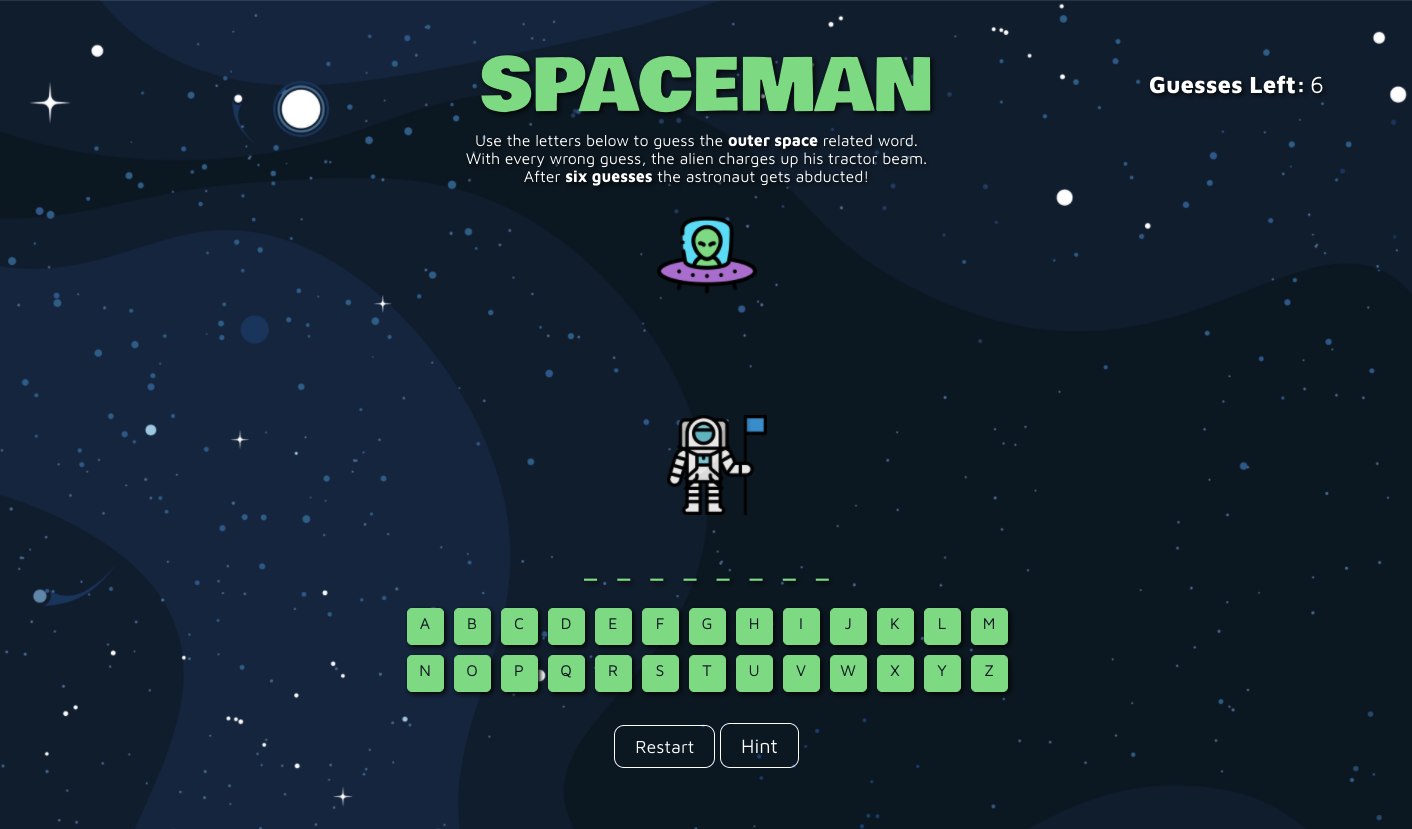 SPACEMAN
Guesses Left: 6
Use the letters below to guess the outer space related word.
With every wrong guess, the alien charges up his tractor beam.
After six guesses the astronaut gets abducted!
_ _ _ _ _ _ _ _
A B C D E F G H I J K L M
N O P Q R S T U V W X Y Z
Restart Hint